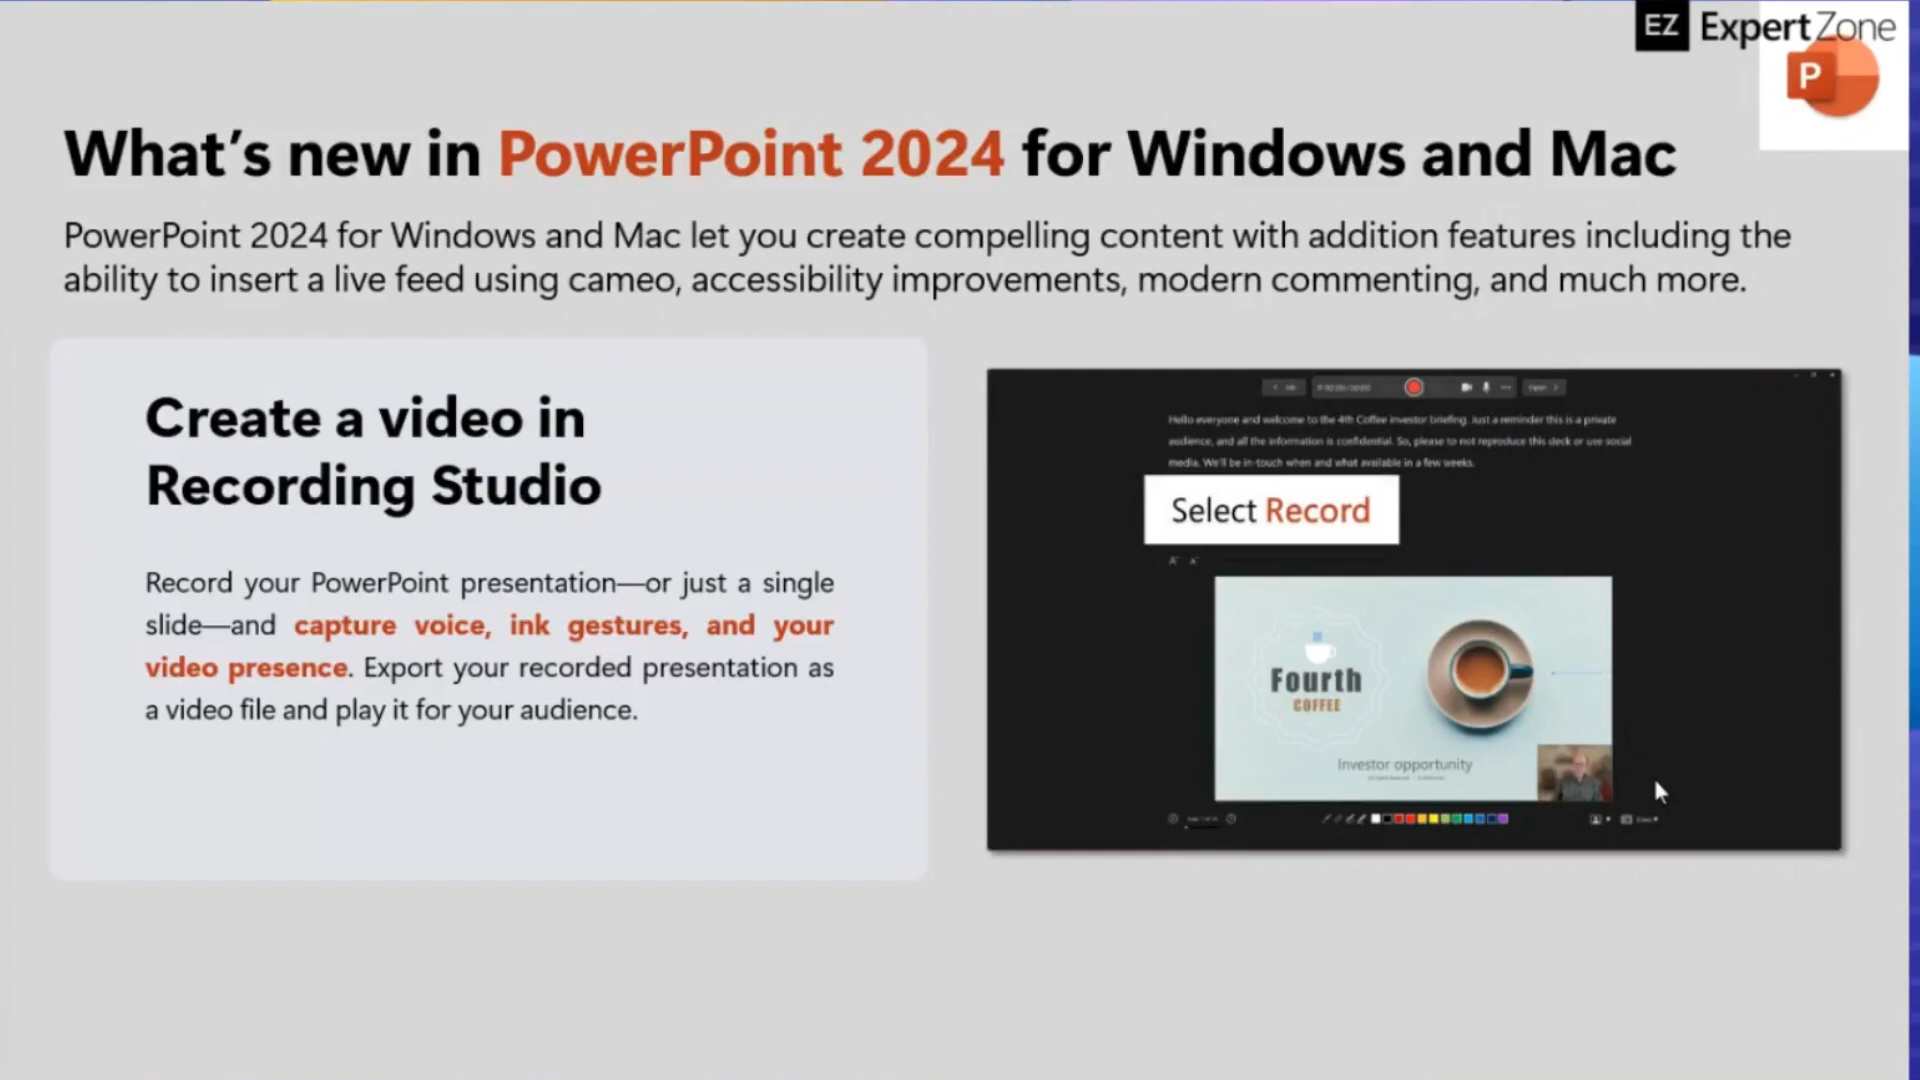 EZ ExpertZone
P
What's new in PowerPoint 2024 for Windows and Mac
PowerPoint 2024 for Windows and Mac let you create compelling content with addition features including the
ability to insert a live feed using cameo, accessibility improvements, modern commenting, and much more.
Create a video in
Recording Studio
Record your PowerPoint presentation—or just a single
slide—and capture voice, ink gestures, and your
video presence. Export your recorded presentation as
a video file and play it for your audience.
Hello everyone and welcome to the 4th Coffee investor briefing. Just a reminder this is a private
audience, and all the information is confidential. So, please to not reproduce this deck or use social
media. We'll be in-touch when and what available in a few weeks.
Select Record
Fourth
COFFEE
Investor opportunity